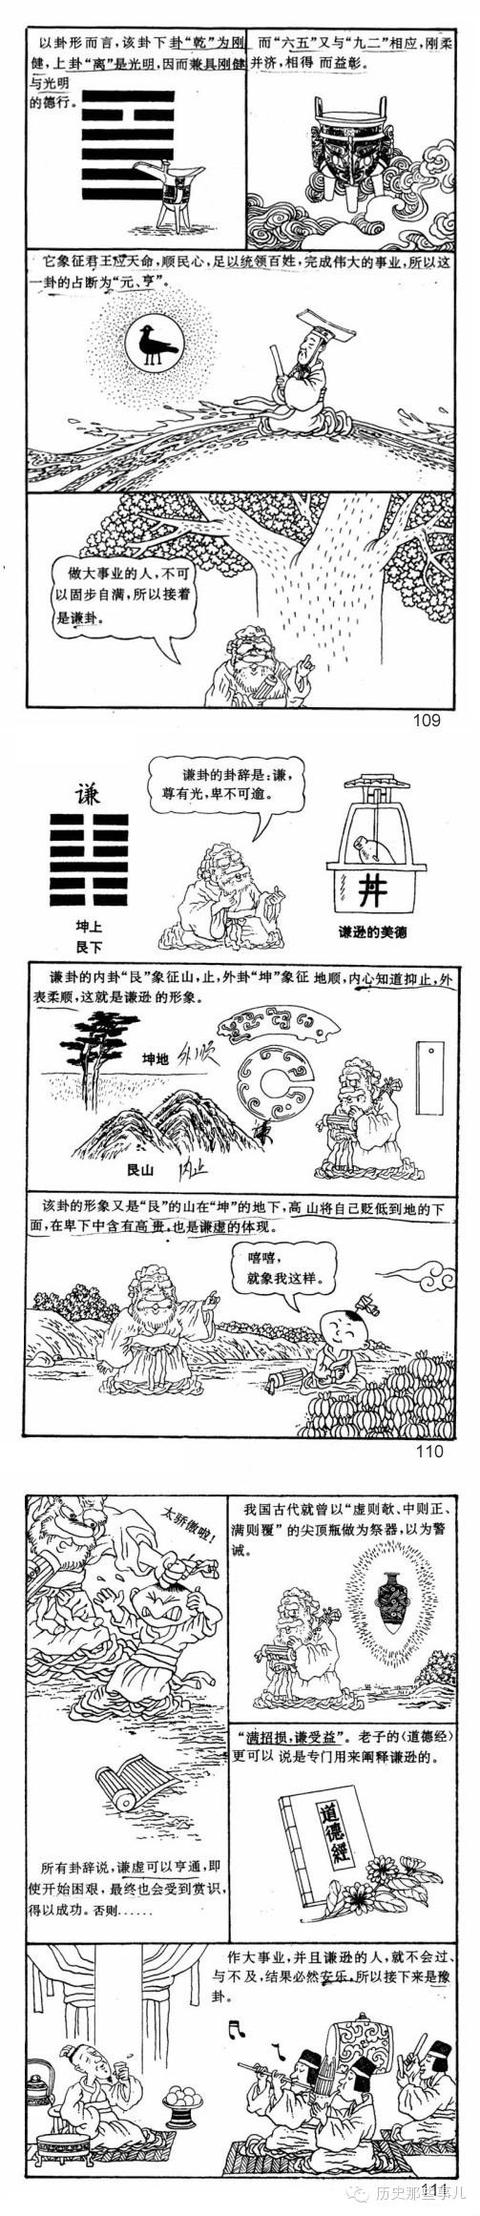 以卦形而言，该卦下卦“乾”为刚
健，上卦“离”是光明，因而兼具刚健
与光明
的德行。
而“六五”又与“九二”相应，刚柔
并济，相得 而益彰。
它象征君王应天命，顺民心，足以统领百姓，完成伟大的事业，所以这
一卦的占断为“元、亨”。
做大事业的人，不可
以固步自满，所以接着
是谦卦。
109
谦
坤上
艮下
谦卦的卦辞是：谦，
尊有光，卑不可逾。
井
谦逊的美德
谦卦的内卦“艮”象征山，止，外卦“坤”象征 地顺，内心知道抑止，外
表柔顺，这就是谦逊 的形象。
坤地 外顺
谦
艮山 内止
该卦的形象又是“艮”的山在“坤”的地下，高 山将自己贬低到地的下
面，在卑下中含有高 贵，也是谦虚的体现。
嘻嘻，
就象我这样。
110
太骄傲啦！
所有卦辞说，谦虚可以亨通，即
使开始困艰，最终也会受到赏识，
得以成功。否则……
我国古代就曾以“虚则欹、中则正、
满则覆”的尖顶瓶做为祭器，以为警
诫。
“满招损，谦受益”。老子的〈道德经〉
更可以 说是专门用来阐释谦逊的。
道德經
作大事业，并且谦逊的人，就不会过、
与不及，结果必然安乐，所以接下来是豫
卦。
111
历史那些事儿